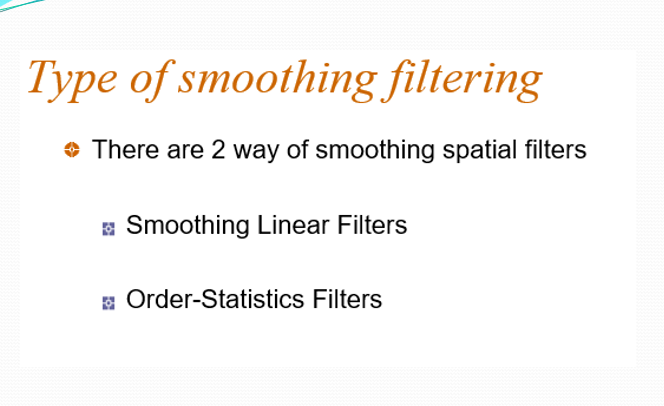 Type of smoothing filtering
There are 2 way of smoothing spatial filters
Smoothing Linear Filters
Order-Statistics Filters